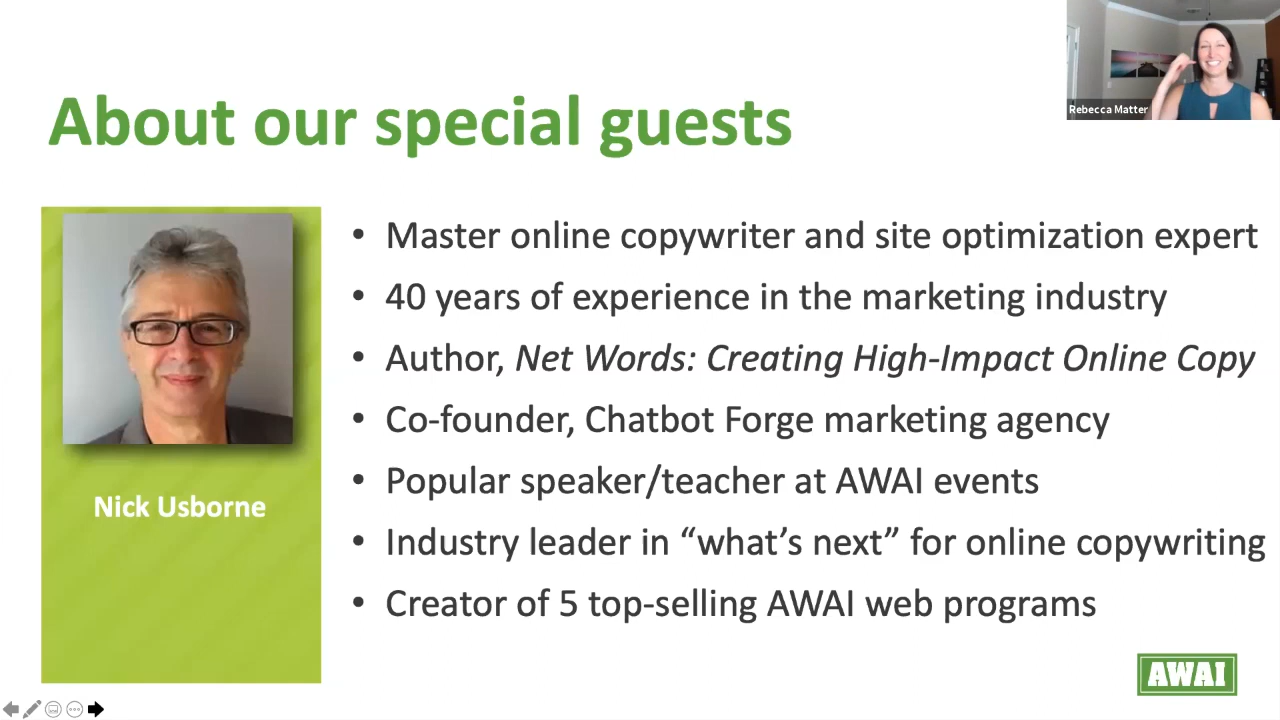 Rebecca Matter
About our special guests
Nick Usborne
• Master online copywriter and site optimization expert
• 40 years of experience in the marketing industry
• Author, Net Words: Creating High-Impact Online Copy
• Co-founder, Chatbot Forge marketing agency
• Popular speaker/teacher at AWAI events
• Industry leader in “what’s next” for online copywriting
• Creator of 5 top-selling AWAI web programs
AWAI